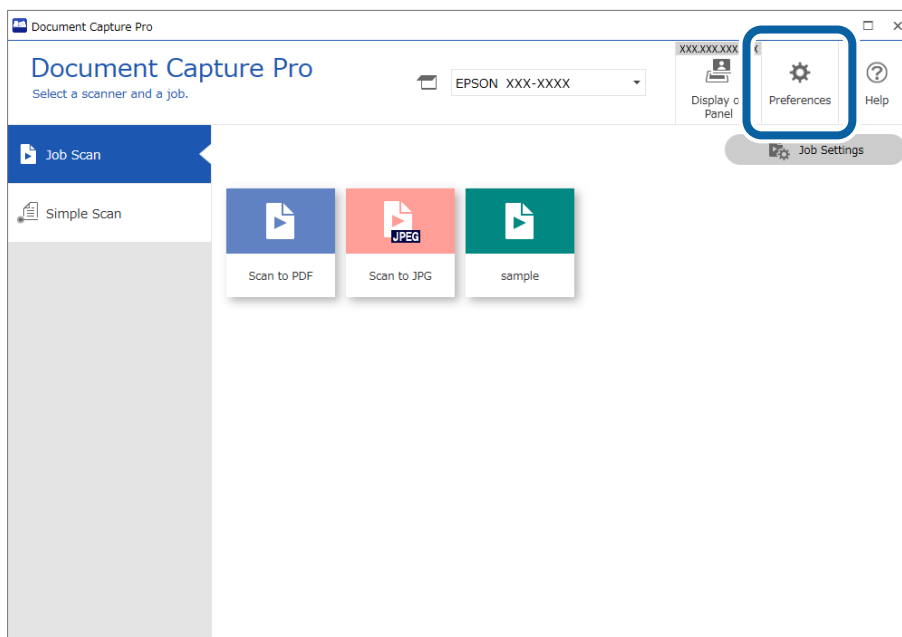 Document Capture Pro
Document Capture Pro
Select a scanner and a job.
EPSON XXX-XXXX
XXX.XXX.XXX
Display o
Panel
Preferences
Help
Job Scan
Job Settings
Simple Scan
JPEG
Scan to PDF
Scan to JPG
sample